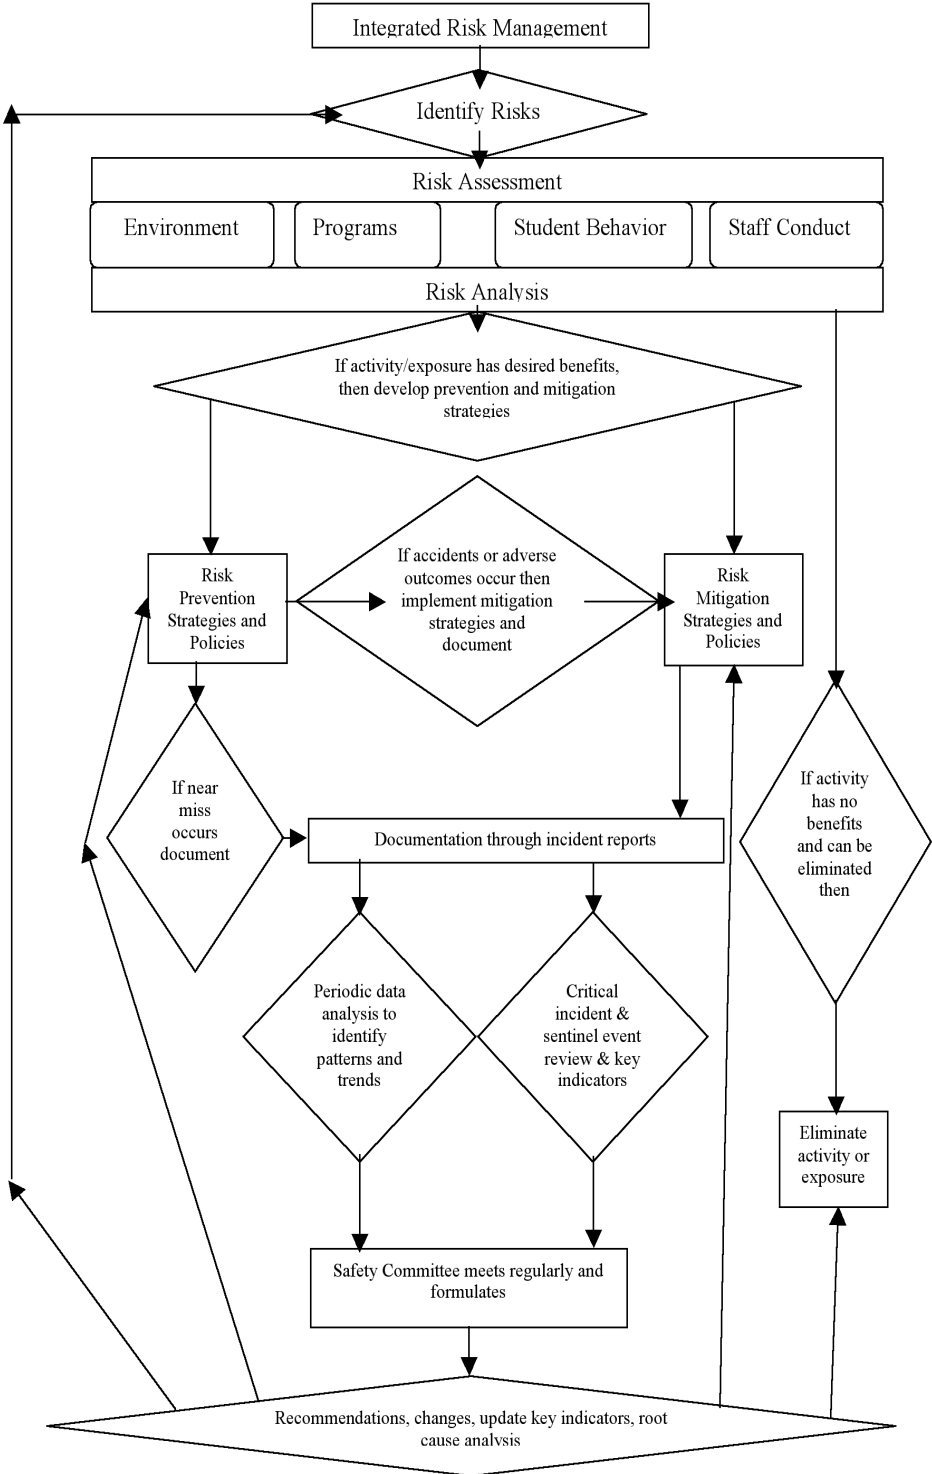 Integrated Risk Management
Identify Risks
Risk Assessment
Environment
Programs
Student Behavior
Staff Conduct
Risk Analysis
If activity/exposure has desired benefits,
then develop prevention and mitigation
strategies
Risk
Prevention
Strategies and
Policies
If accidents or adverse
outcomes occur then
implement mitigation
strategies and
document
Risk
Mitigation
Strategies and
Policies
If near
miss
occurs
document
Documentation through incident reports
If activity
has no
benefits
and can be
eliminated
then
Periodic data
analysis to
identify
patterns and
trends
Critical
incident &
sentinel event
review & key
indicators
Eliminate
activity or
exposure
Safety Committee meets regularly and
formulates
Recommendations, changes, update key indicators, root
cause analysis